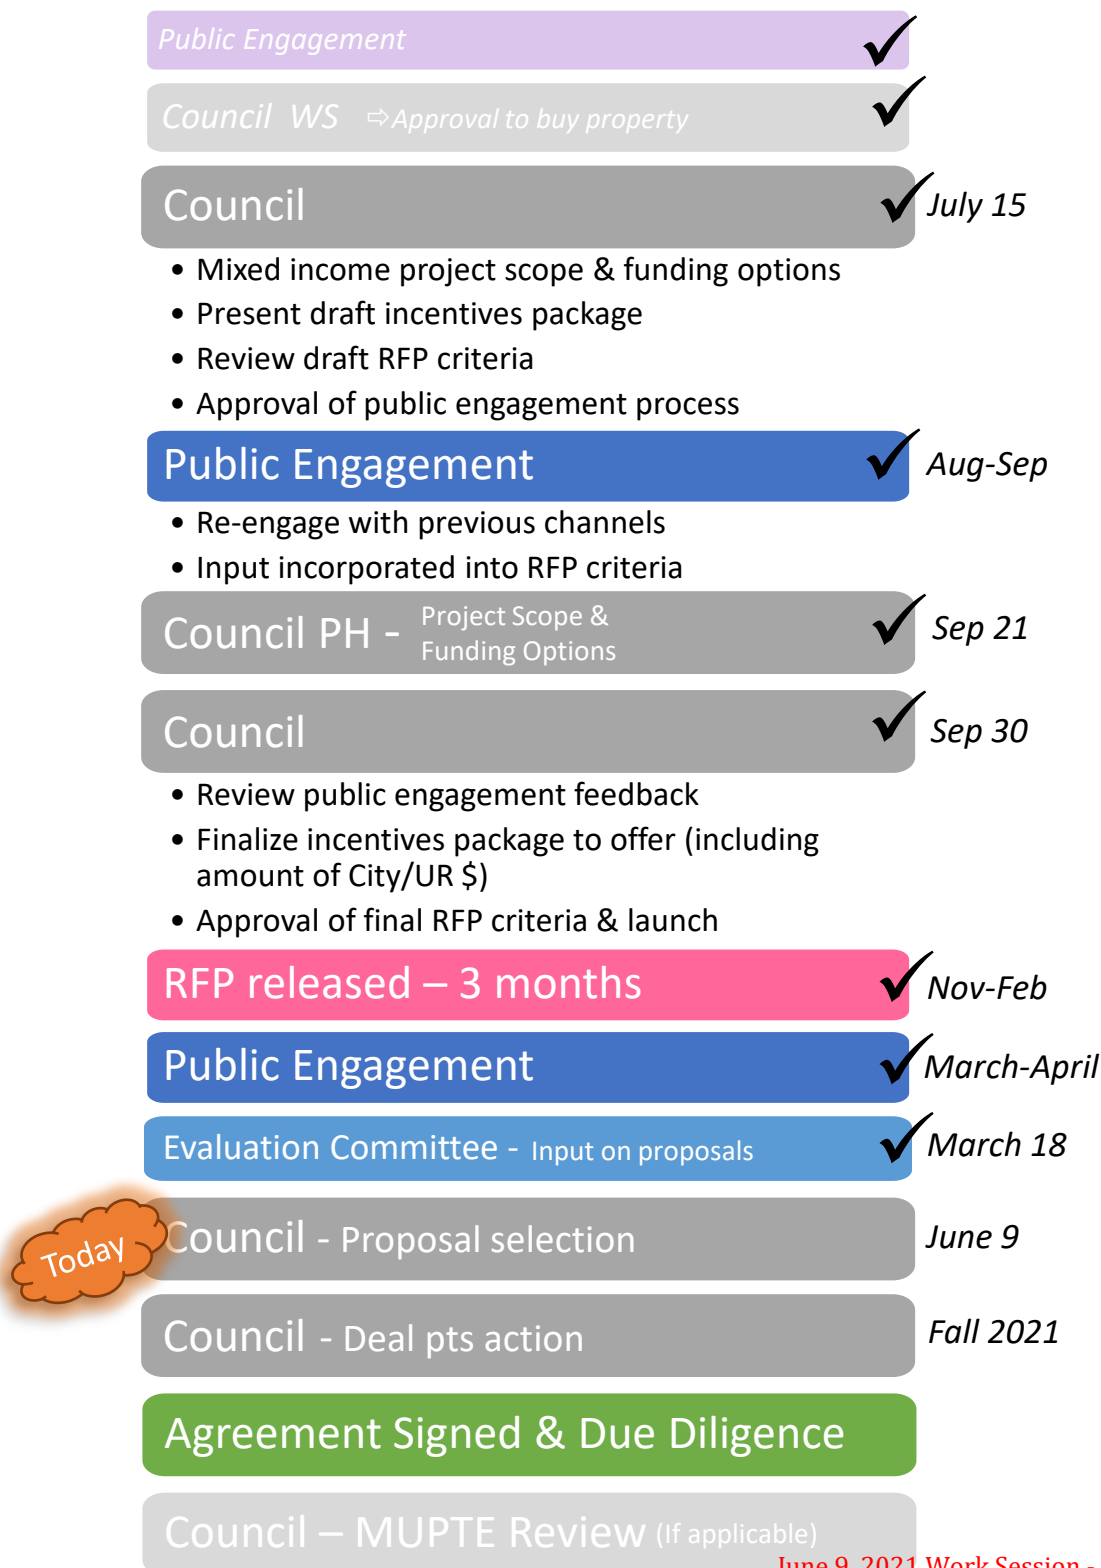 Public Engagement
Council WS ⇨Approval to buy property
Council
July 15
• Mixed income project scope & funding options
• Present draft incentives package
• Review draft RFP criteria
• Approval of public engagement process
Public Engagement
Aug-Sep
• Re-engage with previous channels
• Input incorporated into RFP criteria
Council PH - Project Scope &
Funding Options
Sep 21
Council
Sep 30
• Review public engagement feedback
• Finalize incentives package to offer (including
amount of City/UR $)
• Approval of final RFP criteria & launch
RFP released – 3 months
Nov-Feb
Public Engagement
March-April
Evaluation Committee - Input on proposals
March 18
Today
Council - Proposal selection
June 9
Council - Deal pts action
Fall 2021
Agreement Signed & Due Diligence
Council – MUPTE Review (If applicable)
June 9, 2021 Work Session -